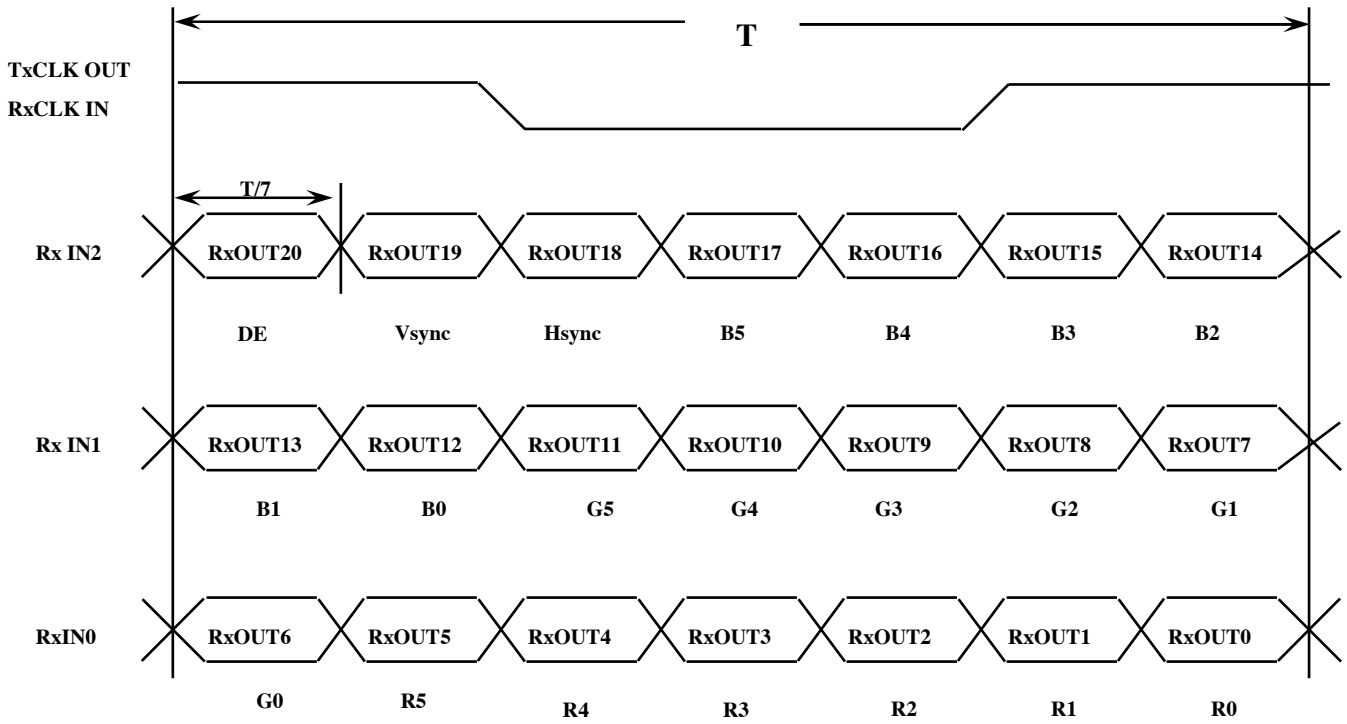 T
TxCLK OUT
RxCLK IN
T/7
Rx IN2 RxOUT20 RxOUT19 RxOUT18 RxOUT17 RxOUT16 RxOUT15 RxOUT14
DE Vsync Hsync B5 B4 B3 B2
Rx IN1 RxOUT13 RxOUT12 RxOUT11 RxOUT10 RxOUT9 RxOUT8 RxOUT7
B1 B0 G5 G4 G3 G2 G1
RxIN0 RxOUT6 RxOUT5 RxOUT4 RxOUT3 RxOUT2 RxOUT1 RxOUT0
G0 R5 R4 R3 R2 R1 R0